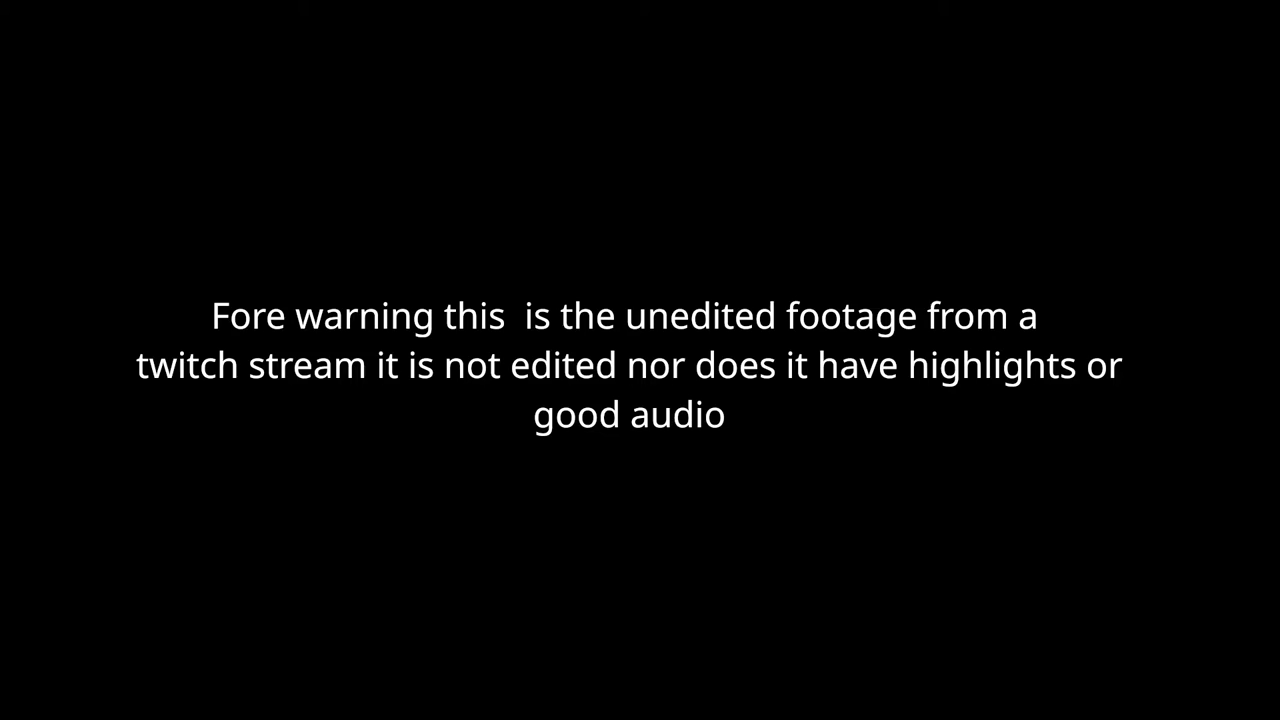 Fore warning this  is the unedited footage from a
twitch stream it is not edited nor does it have highlights or
good audio